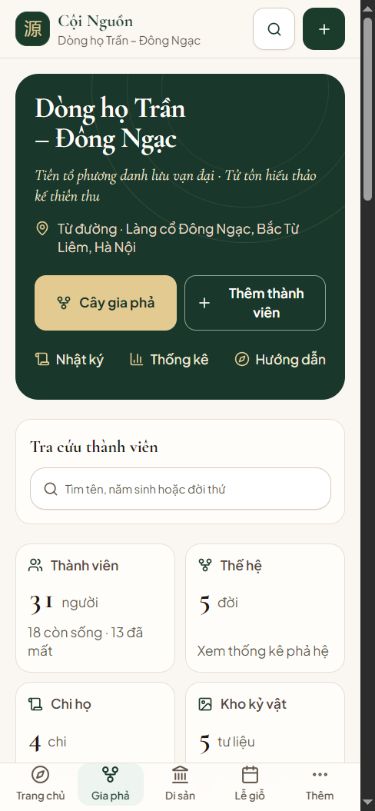 源
Cội Nguồn
Dòng họ Trần – Đông Ngạc
Dòng họ Trần
– Đông Ngạc
Tiên tổ phương danh lưu vạn đại · Tử tôn hiếu thảo
kế thiên thu
Từ đường · Làng cổ Đông Ngạc, Bắc Từ
Liêm, Hà Nội
Cây gia phả
Thêm thành
viên
Nhật ký
Thống kê
Hướng dẫn
Tra cứu thành viên
Tìm tên, năm sinh hoặc đời thứ
Thành viên
31 người
18 còn sống · 13 đã
mất
Thế hệ
5 đời
Xem thống kê phả hệ
Chi họ
4 chi
Kho kỷ vật
5 tư liệu
Trang chủ
Gia phả
Di sản
Lễ giỗ
Thêm